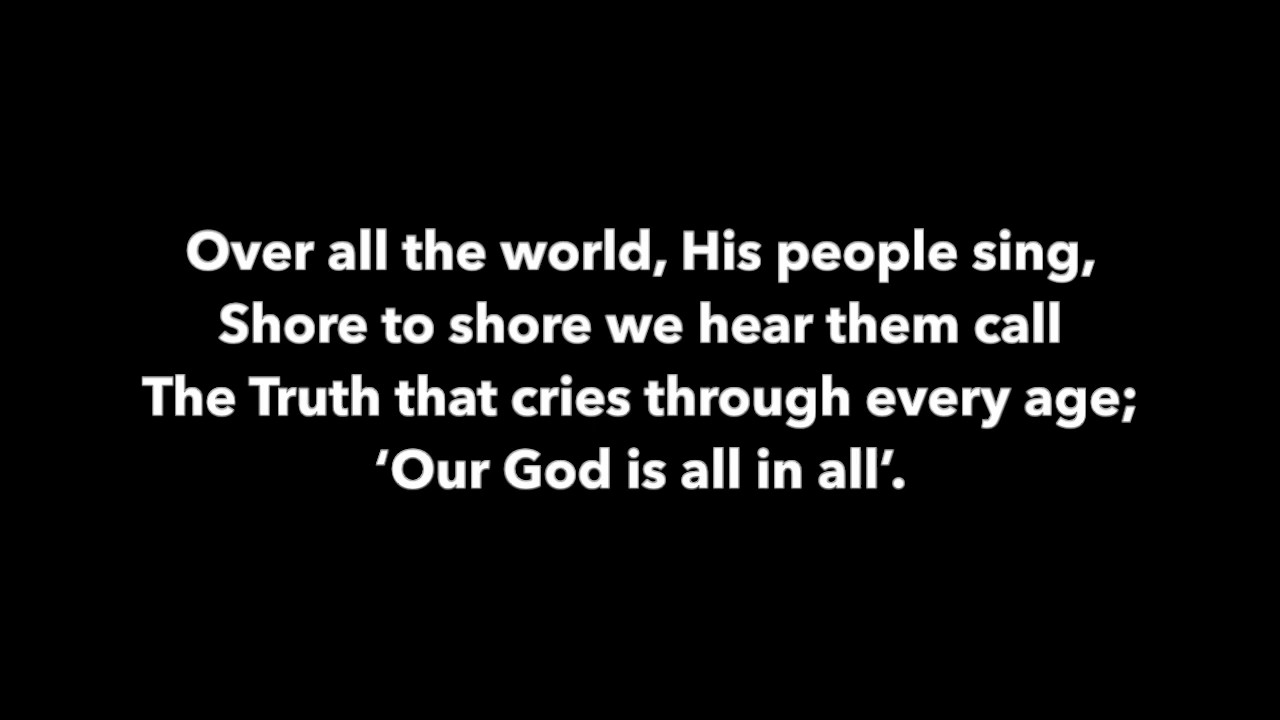 Over all the world, His people sing,
Shore to shore we hear them call
The Truth that cries through every age;
‘Our God is all in all’.